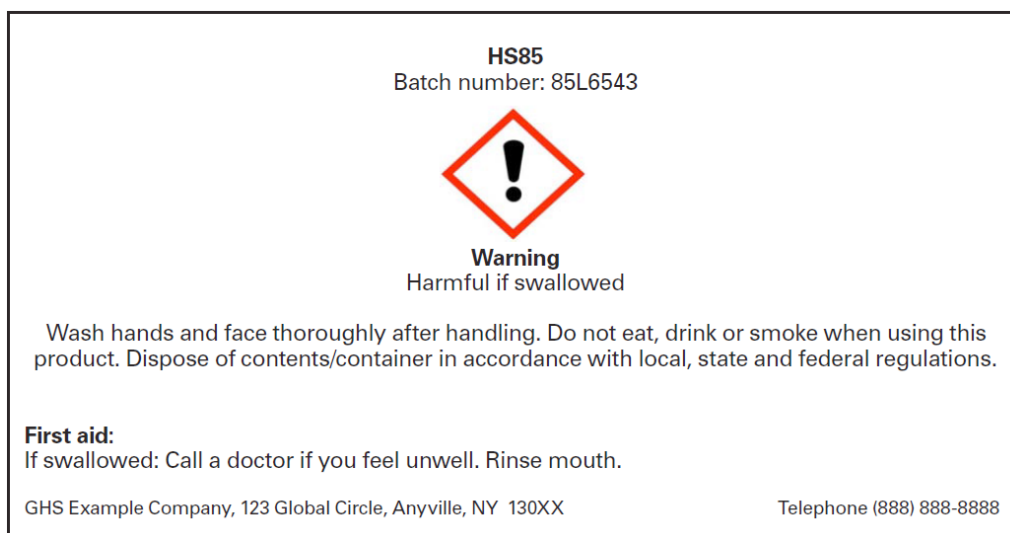 HS85
Batch number: 85L6543
Warning
Harmful if swallowed
Wash hands and face thoroughly after handling. Do not eat, drink or smoke when using this
product. Dispose of contents/container in accordance with local, state and federal regulations.
First aid:
If swallowed: Call a doctor if you feel unwell. Rinse mouth.
GHS Example Company, 123 Global Circle, Anyville, NY 130XX Telephone (888) 888-8888